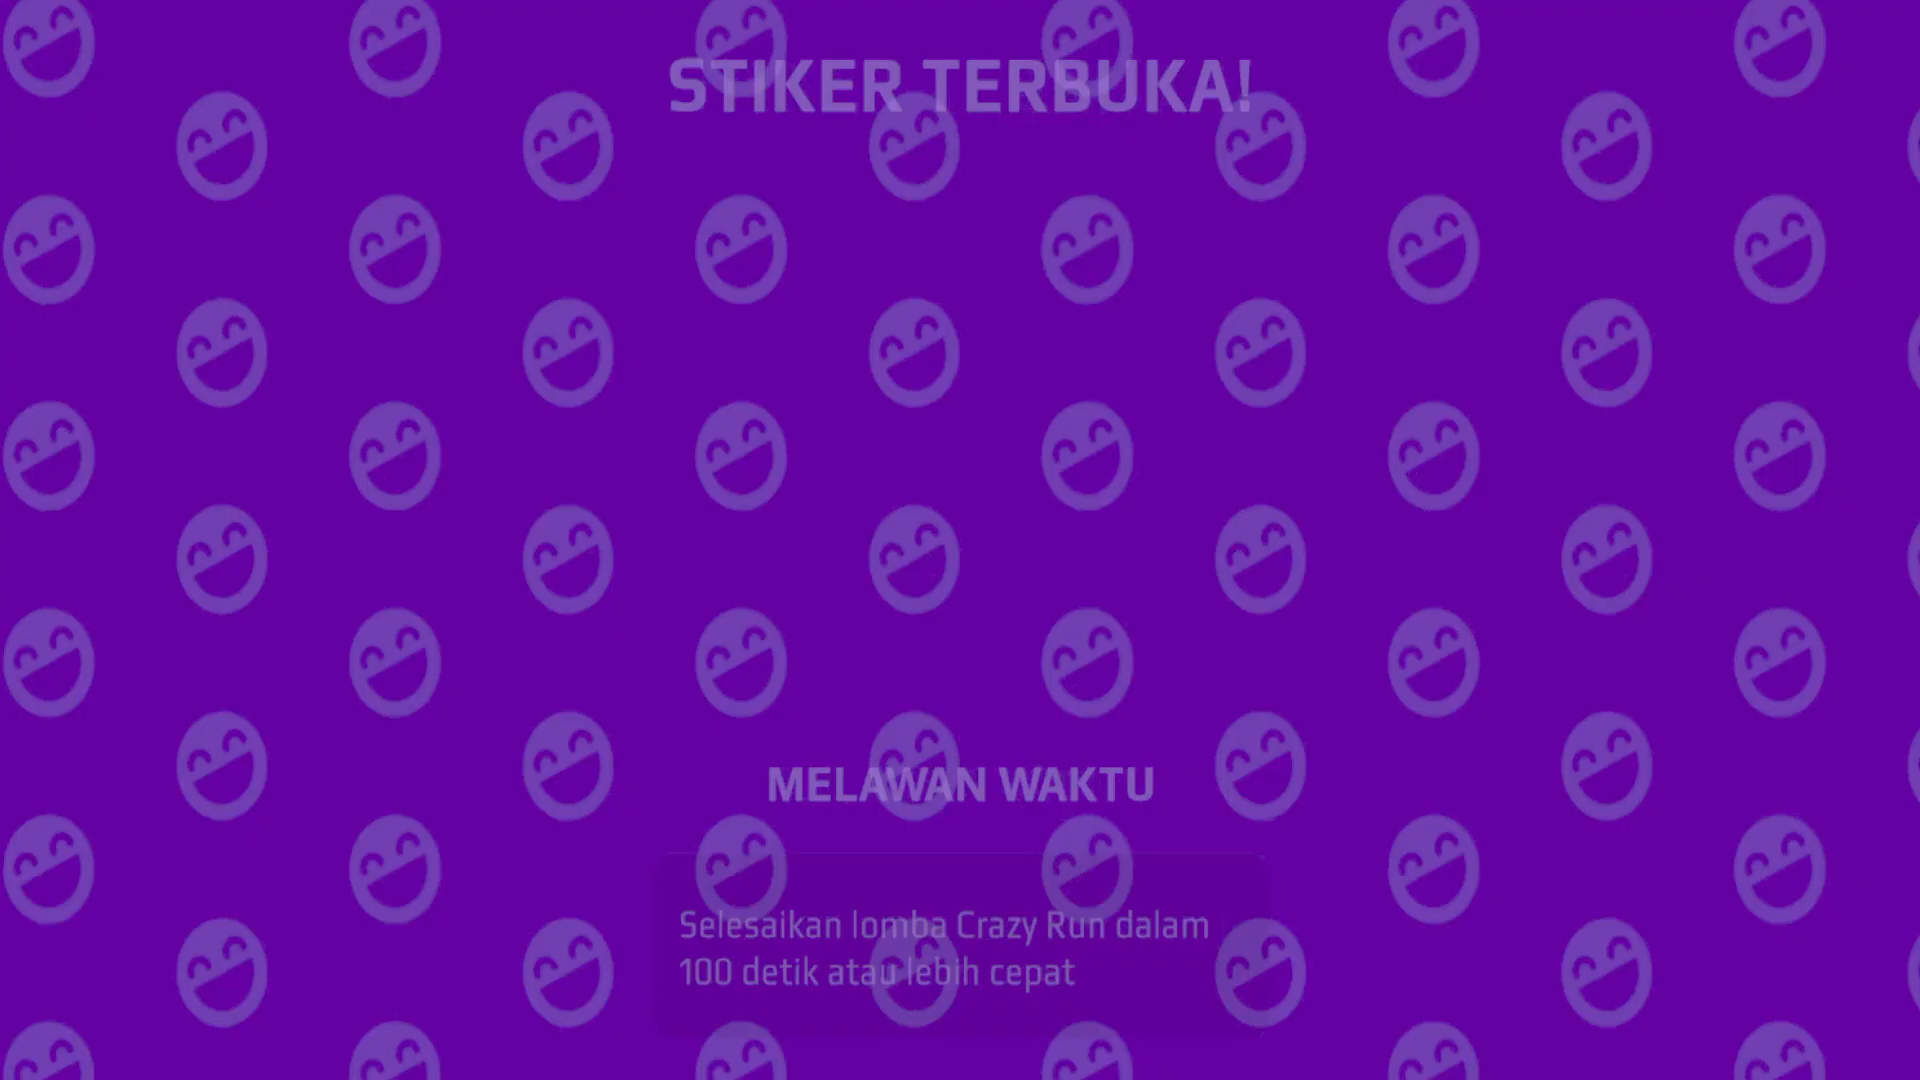 STIKER TERBUKA!
MELAWAN WAKTU
Selesaikan lomba Crazy Run dalam
100 detik atau lebih cepat